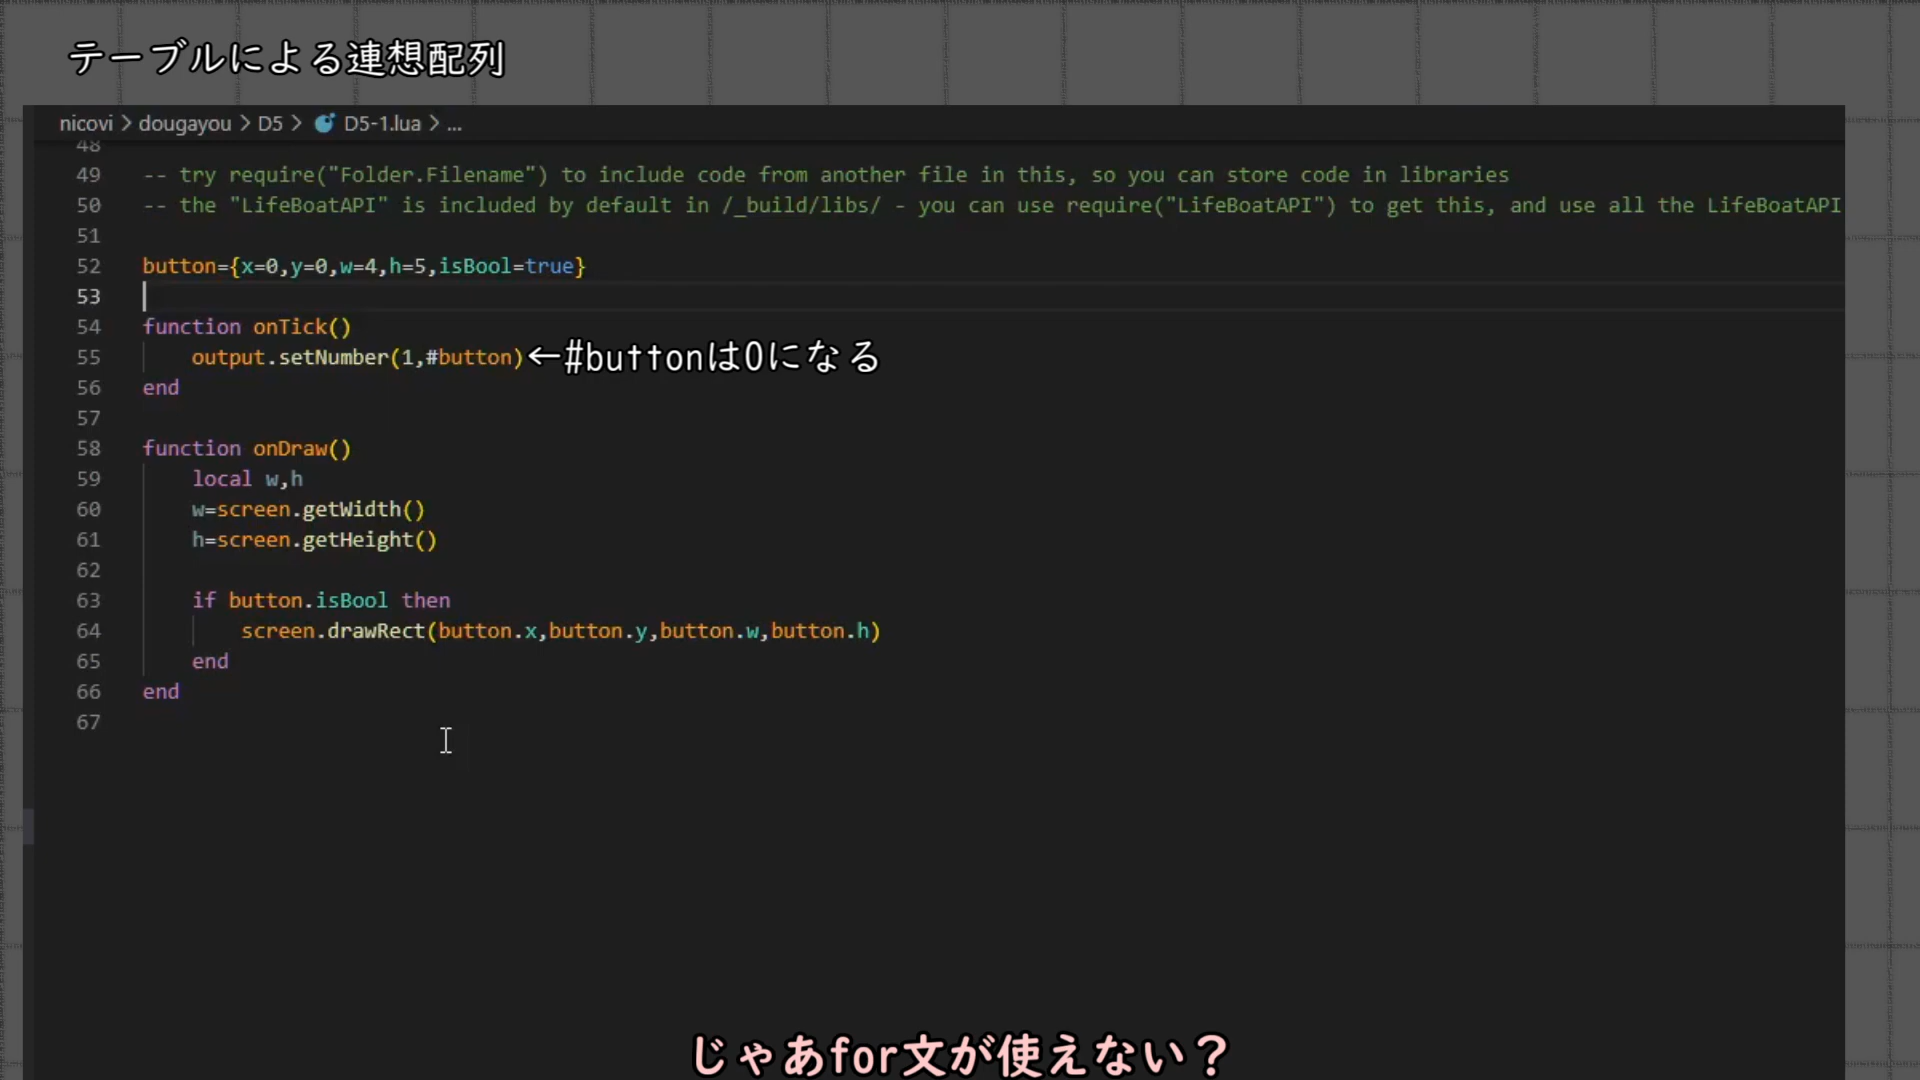 テーブルによる連想配列
nicovi > dougayou > D5 > D5-1.lua > ...
48
49 -- try require("Folder.Filename") to include code from another file in this, so you can store code in libraries
50 -- the "LifeBoatAPI" is included by default in /_build/libs/ - you can use require("LifeBoatAPI") to get this, and use all the LifeBoatAPI
51
52 button={x=0,y=0,w=4,h=5,isBool=true}
53
54 function onTick()
55 output.setNumber(1,#button)←#buttonは0になる
56 end
57
58 function onDraw()
59 local w,h
60 w=screen.getWidth()
61 h=screen.getHeight()
62
63 if button.isBool then
64 screen.drawRect(button.x,button.y,button.w,button.h)
65 end
66 end
67
じゃあfor文が使えない？